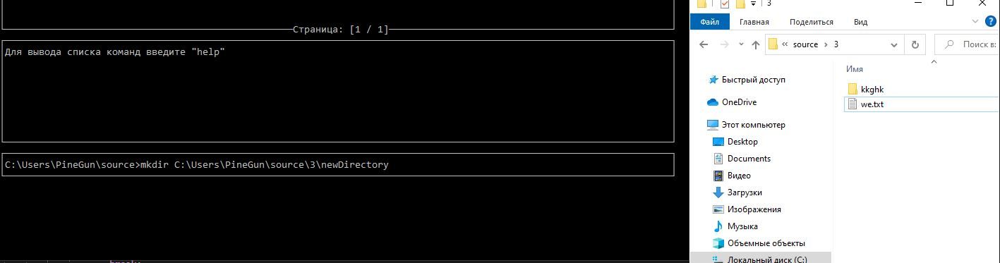 Страница: [1 / 1]
Для вывода списка команд введите "help"
C:\Users\PineGun\source>mkdir C:\Users\PineGun\source\3\newDirectory
3
Файл Главная Поделиться Вид
source > 3
Поиск в:
Имя
Быстрый доступ
OneDrive
Этот компьютер
Desktop
Documents
Видео
Загрузки
Изображения
Музыка
Объемные объекты
Локальный диск (C:)
kkghk
we.txt